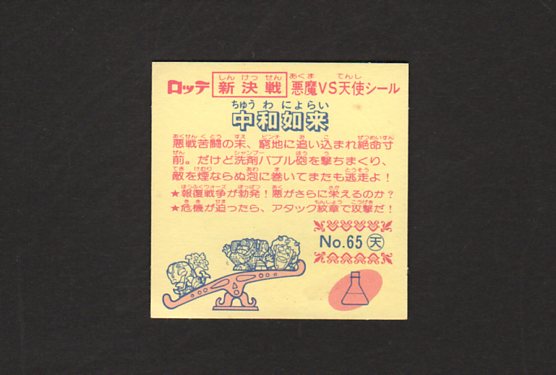 ロッテ 新決戦 悪魔VS天使シール
中和如来
悪戦苦闘の末、窮地に追い込まれ絶命寸
前。だけど洗剤バブル砲を撃ちまくり、
敵を煙ならぬ泡に巻いてまたも逃走よ！
★報復戦争が勃発！悪がさらに栄えるのか？
★危機が迫ったら、アタック紋章で攻撃だ！
No.65 天